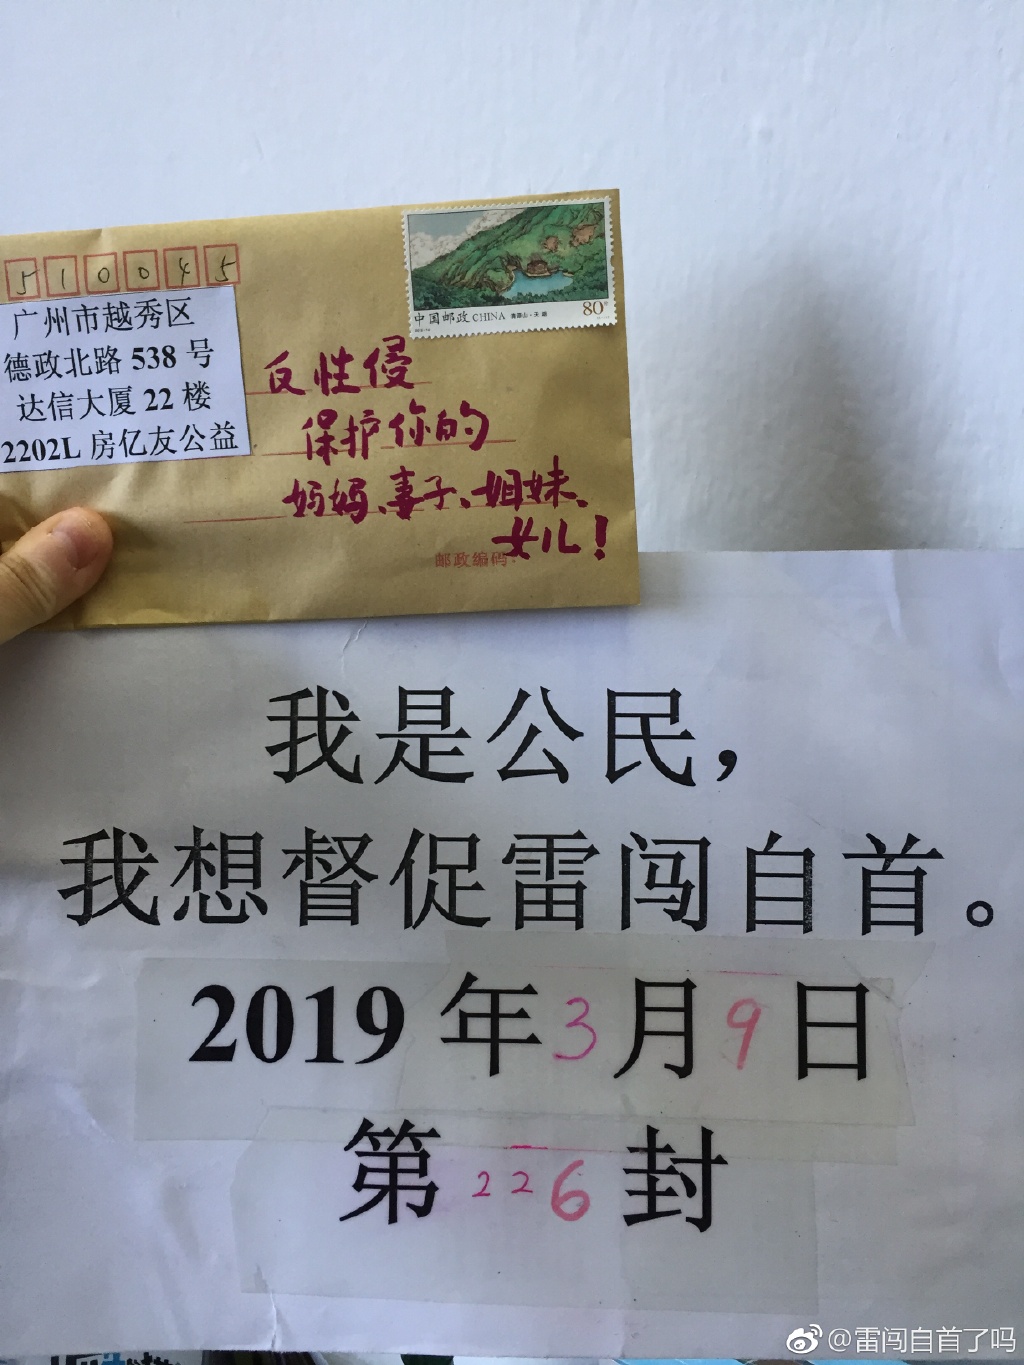 510045
广州市越秀区
德政北路 538 号
达信大厦 22 楼
2202L 房亿友公益
中国邮政 CHINA
80分
反性侵
保护你的
妈妈、妻子、姐妹、
女儿！
邮政编码
我是公民，
我想督促雷闯自首。
2019 年 3 月 9 日
第 226 封
@雷闯自首了吗